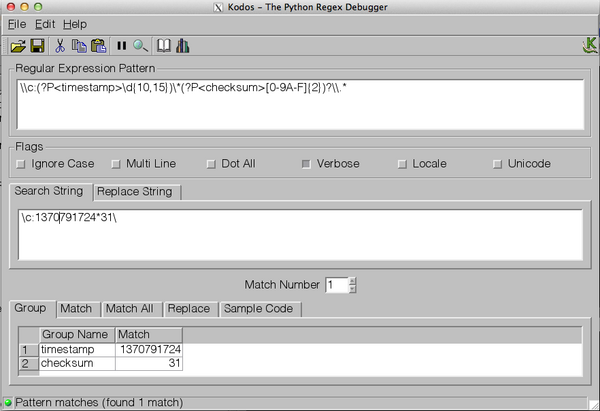 Kodos - The Python Regex Debugger
File Edit Help
Regular Expression Pattern
\\c:(?P<timestamp>\d{10,15})\*(?P<checksum>[0-9A-F]{2})?\\.*
Flags
Ignore Case Multi Line Dot All Verbose Locale Unicode
Search String Replace String
\c:1370791724*31\
Match Number 1
Group Match Match All Replace Sample Code
Group Name Match
1 timestamp 1370791724
2 checksum 31
Pattern matches (found 1 match)